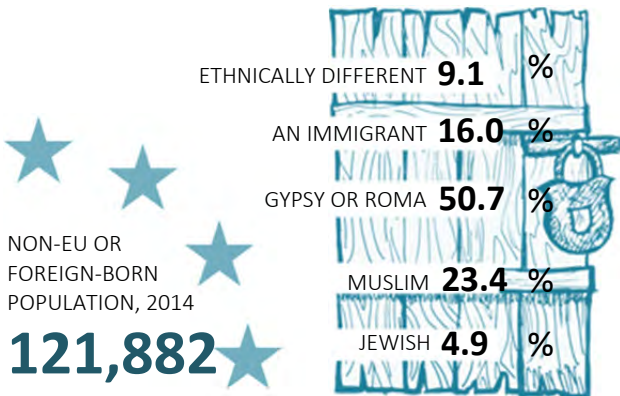 ETHNICALLY DIFFERENT 9.1 %
AN IMMIGRANT 16.0 %
GYPSY OR ROMA 50.7 %
MUSLIM 23.4 %
JEWISH 4.9 %
NON-EU OR
FOREIGN-BORN
POPULATION, 2014
121,882